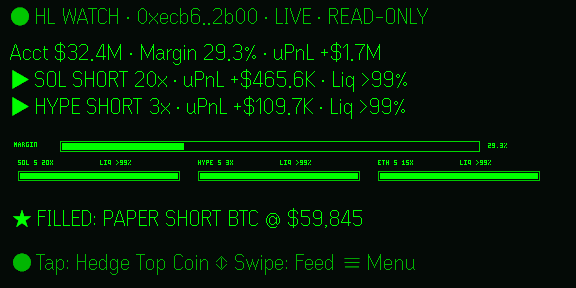 HL WATCH · 0xecb6..2b00 · LIVE · READ-ONLY
Acct $32.4M · Margin 29.3% · uPnL +$1.7M
▶ SOL SHORT 20x · uPnL +$465.6K · Liq >99%
▶ HYPE SHORT 3x · uPnL +$109.7K · Liq >99%
MARGIN 29.3%
SOL S 20X LIQ >99% HYPE S 3X LIQ >99% ETH S 15X LIQ >99%
★ FILLED: PAPER SHORT BTC @ $59,845
Tap: Hedge Top Coin ⇕ Swipe: Feed ☰ Menu